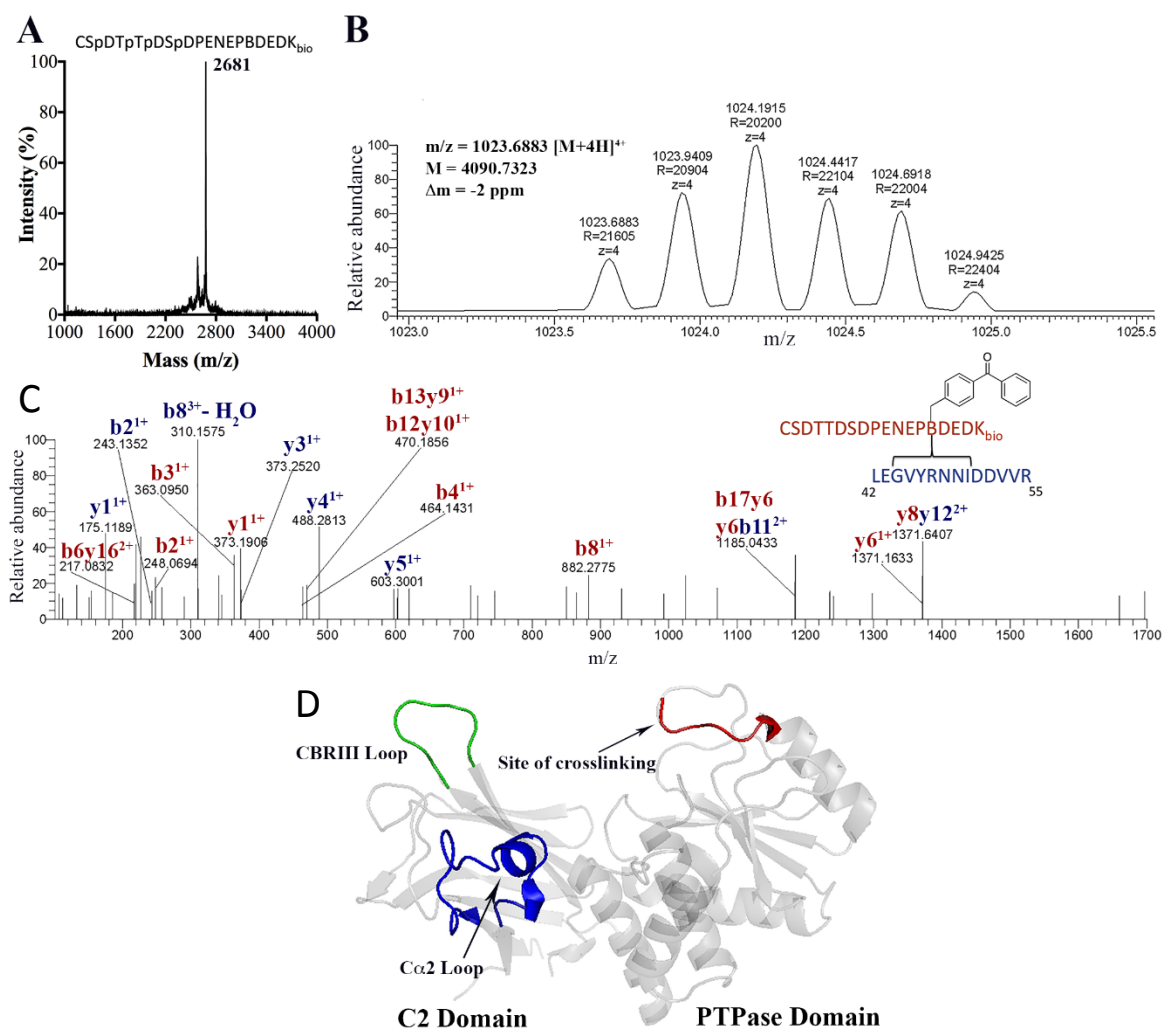 A
CSpDTpTpDSpDPENEPBDEDKbio
2681
100
80
60
40
20
0
Intensity (%)
1000 1600 2200 2800 3400 4000
Mass (m/z)
B
m/z = 1023.6883 [M+4H]⁴⁺
M = 4090.7323
Δm = -2 ppm
1023.6883
R=21605
z=4
1023.9409
R=20904
z=4
1024.1915
R=20200
z=4
1024.4417
R=22104
z=4
1024.6918
R=22004
z=4
1024.9425
R=22404
z=4
100
80
60
40
20
0
Relative abundance
1023.0 1023.5 1024.0 1024.5 1025.0 1025.5
m/z
C
b2¹⁺
243.1352
b8³⁺- H₂O
310.1575
b13y9¹⁺
b12y10¹⁺
470.1856
y3¹⁺
373.2520
b3¹⁺
363.0950
y1¹⁺
175.1189
y4¹⁺
488.2813
b4¹⁺
464.1431
b6y16²⁺
217.0832
b2¹⁺
248.0694
y1¹⁺
373.1906
y5¹⁺
603.3001
b8¹⁺
882.2775
b17y6
y6b11²⁺
1185.0433
y8y12²⁺
1371.6407
y6¹⁺
1371.1633
O
CSDTTDSDPENEPBDEDKbio
LEGVYRNNIDDVVR
42 55
100
80
60
40
20
0
Relative abundance
200 300 400 500 600 700 800 900 1000 1100 1200 1300 1400 1500 1600 1700
m/z
D
CBRIII Loop
Site of crosslinking
Cα2 Loop
C2 Domain
PTPase Domain